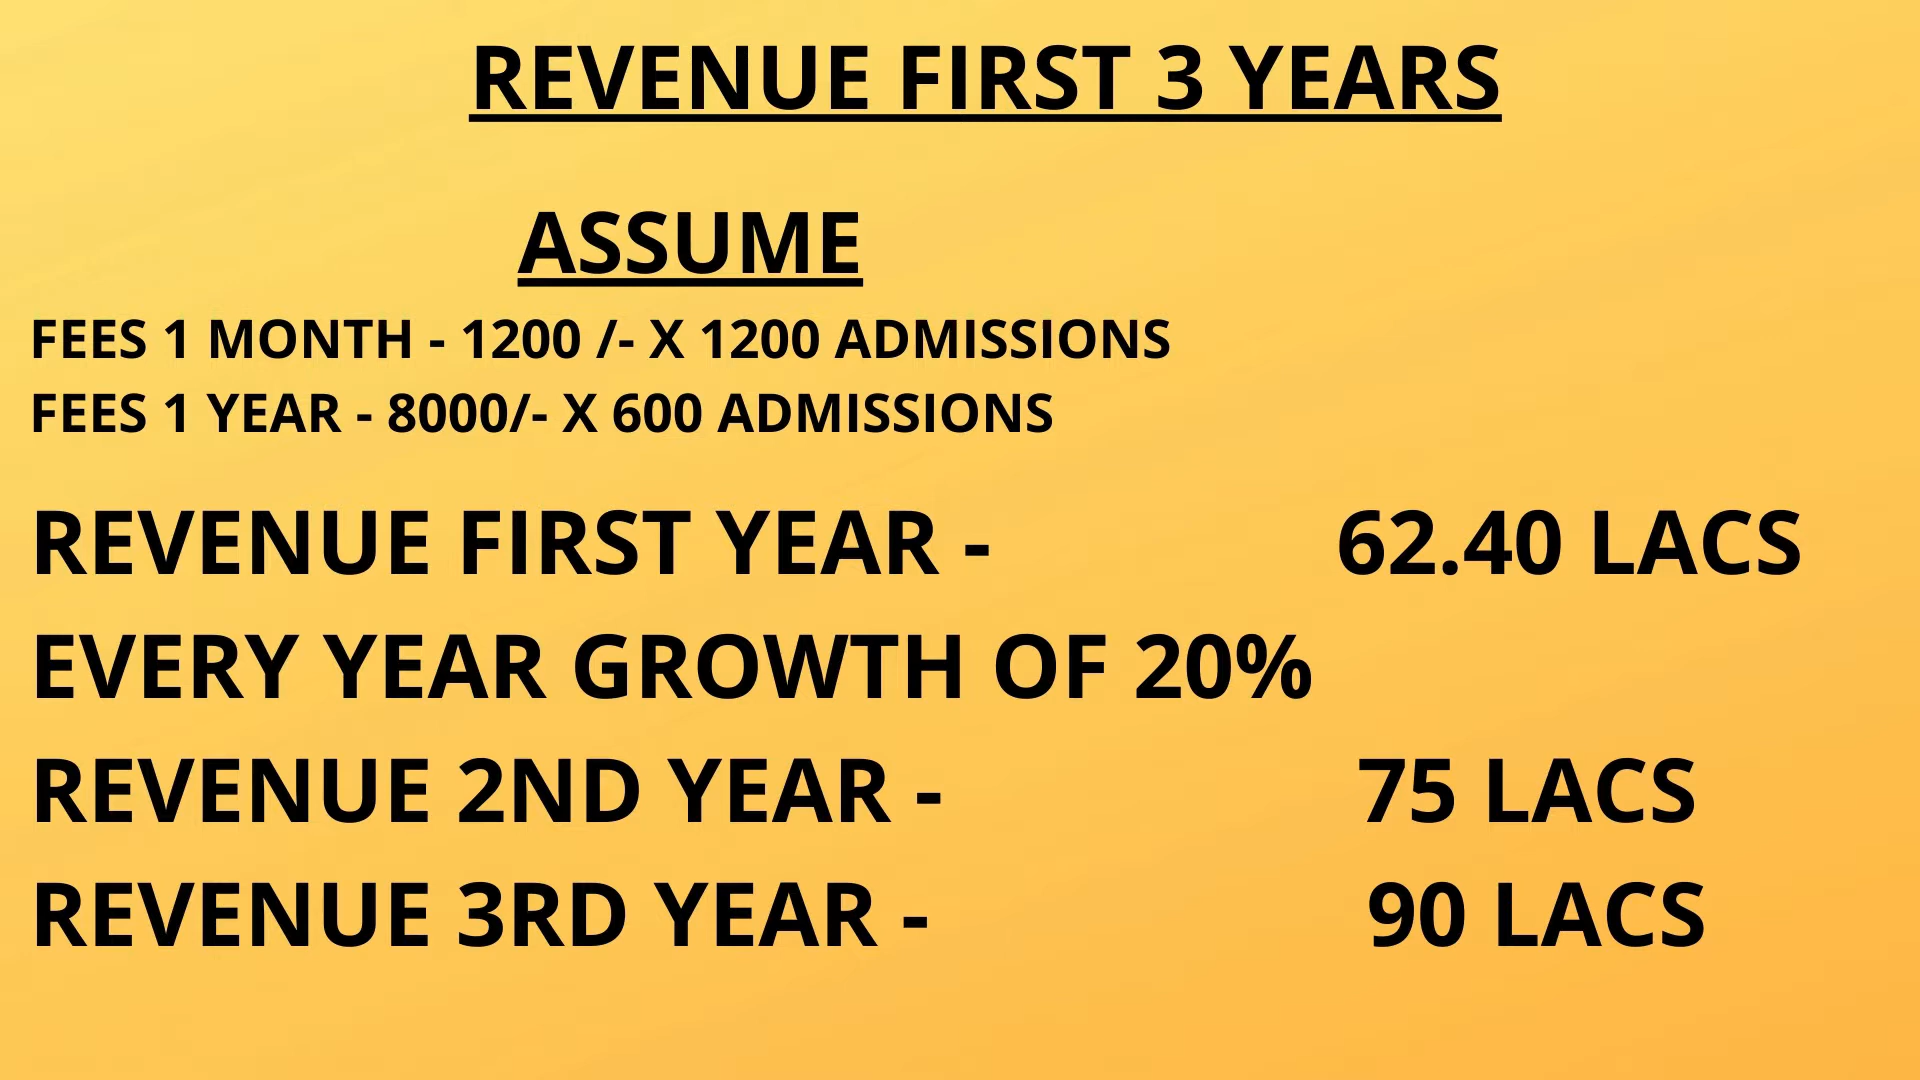 REVENUE FIRST 3 YEARS
ASSUME
FEES 1 MONTH - 1200 /- X 1200 ADMISSIONS
FEES 1 YEAR - 8000/- X 600 ADMISSIONS
REVENUE FIRST YEAR - 62.40 LACS
EVERY YEAR GROWTH OF 20%
REVENUE 2ND YEAR - 75 LACS
REVENUE 3RD YEAR - 90 LACS